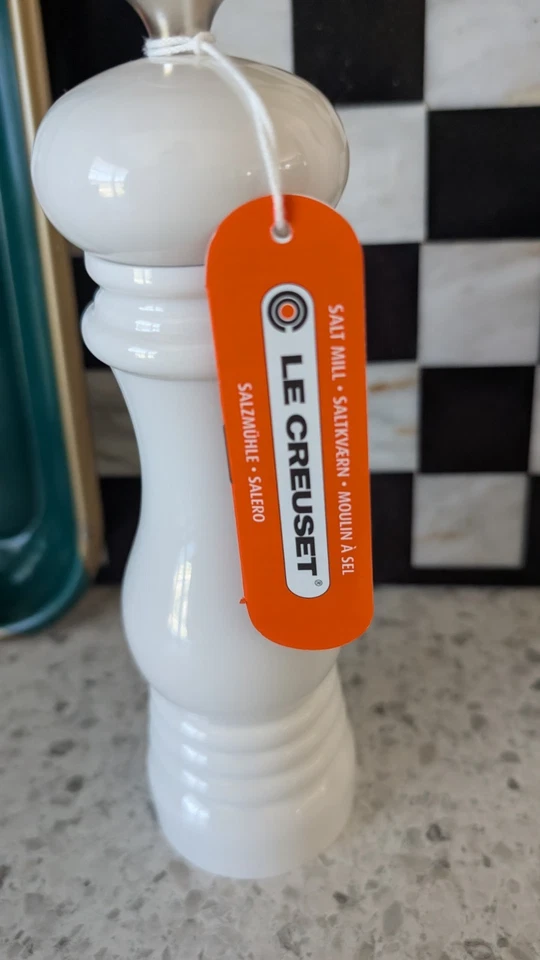 SALT MILL • SALTKVÆRN • MOULIN À SEL
LE CREUSET®
SALZMÜHLE • SALERO